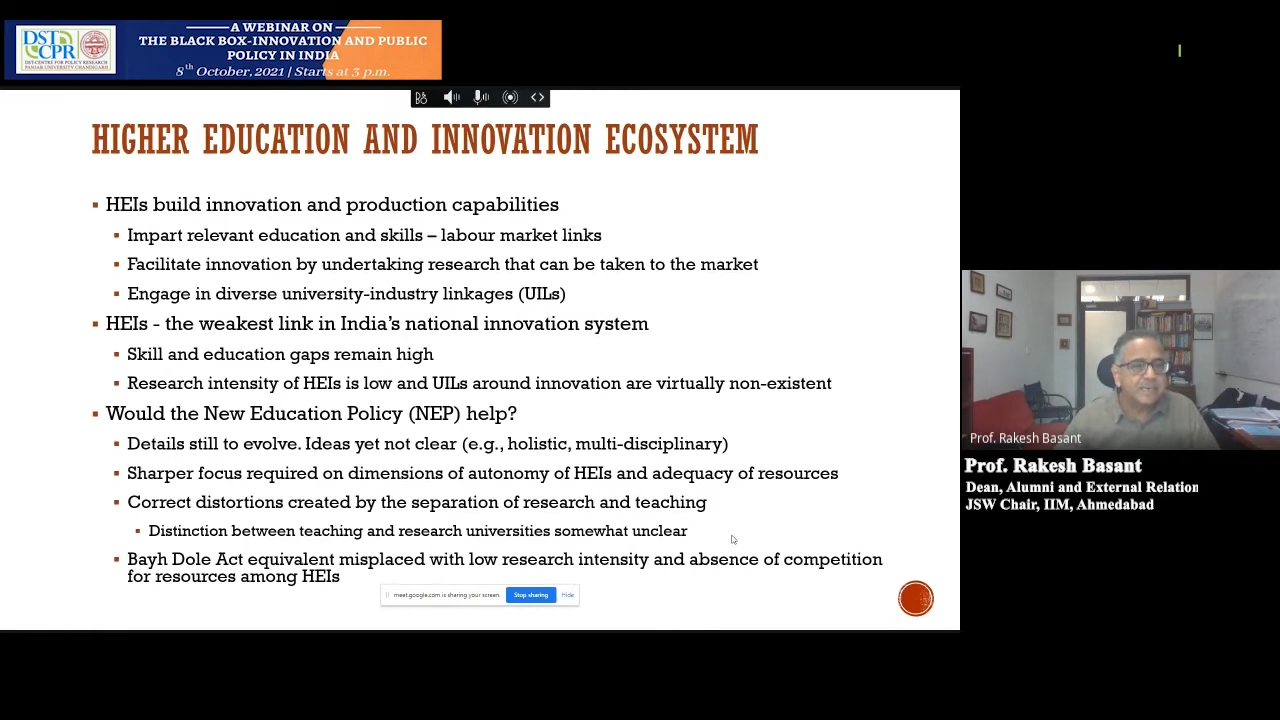 A WEBINAR ON
THE BLACK BOX-INNOVATION AND PUBLIC
POLICY IN INDIA
8th October, 2021 | Starts at 3 p.m.
DST
CPR
DST-CENTRE FOR POLICY RESEARCH
PANJAB UNIVERSITY CHANDIGARH
HIGHER EDUCATION AND INNOVATION ECOSYSTEM
▪ HEIs build innovation and production capabilities
▪ Impart relevant education and skills – labour market links
▪ Facilitate innovation by undertaking research that can be taken to the market
▪ Engage in diverse university-industry linkages (UILs)
▪ HEIs - the weakest link in India's national innovation system
▪ Skill and education gaps remain high
▪ Research intensity of HEIs is low and UILs around innovation are virtually non-existent
▪ Would the New Education Policy (NEP) help?
▪ Details still to evolve. Ideas yet not clear (e.g., holistic, multi-disciplinary)
▪ Sharper focus required on dimensions of autonomy of HEIs and adequacy of resources
▪ Correct distortions created by the separation of research and teaching
▪ Distinction between teaching and research universities somewhat unclear
▪ Bayh Dole Act equivalent misplaced with low research intensity and absence of competition
for resources among HEIs
meet.google.com is sharing your screen.
Stop sharing
Hide
Prof. Rakesh Basant
Prof. Rakesh Basant
Dean, Alumni and External Relation
JSW Chair, IIM, Ahmedabad